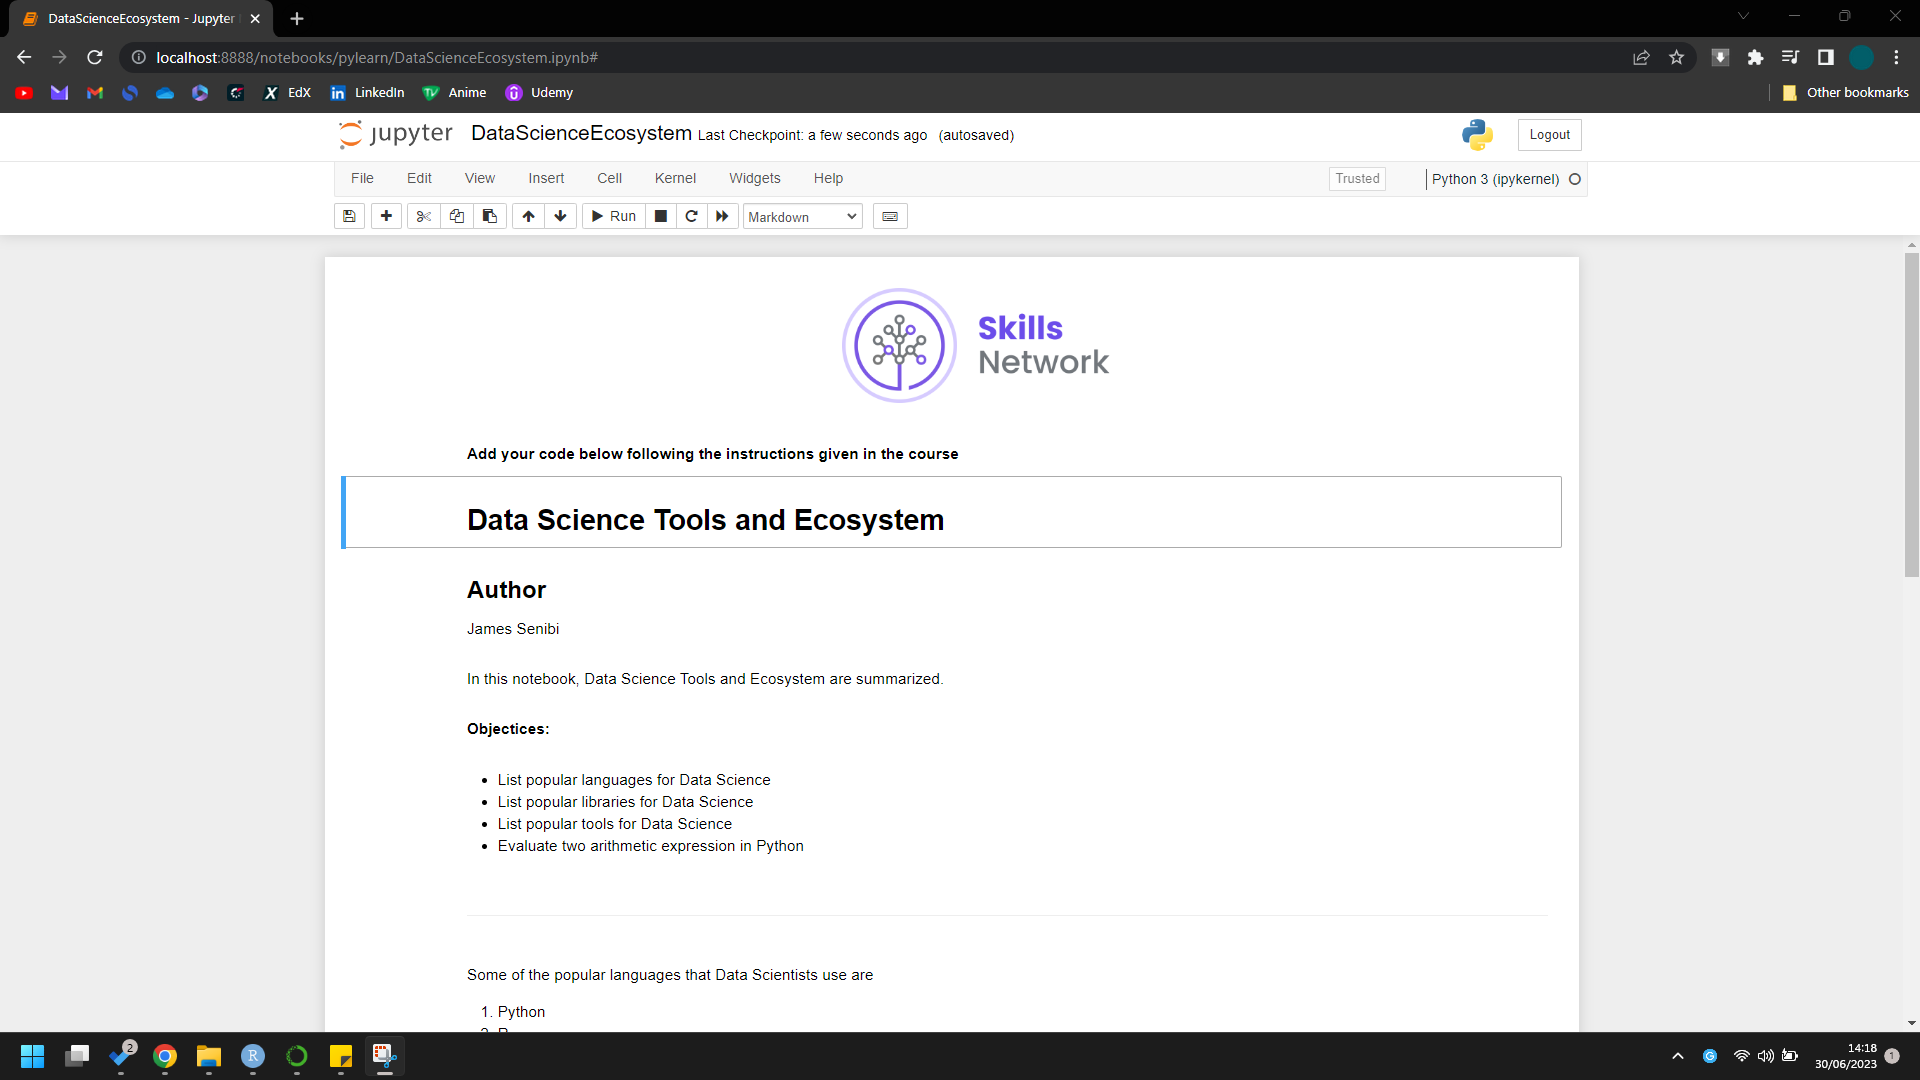 DataScienceEcosystem - Jupyter
localhost:8888/notebooks/pylearn/DataScienceEcosystem.ipynb#
EdX LinkedIn Anime Udemy Other bookmarks
jupyter DataScienceEcosystem Last Checkpoint: a few seconds ago (autosaved) Logout
File Edit View Insert Cell Kernel Widgets Help Trusted Python 3 (ipykernel)
Run Markdown
Skills
Network
Add your code below following the instructions given in the course
Data Science Tools and Ecosystem
Author
James Senibi
In this notebook, Data Science Tools and Ecosystem are summarized.
Objectices:
• List popular languages for Data Science
• List popular libraries for Data Science
• List popular tools for Data Science
• Evaluate two arithmetic expression in Python
Some of the popular languages that Data Scientists use are
1. Python
2 R 14:18
30/06/2023 1